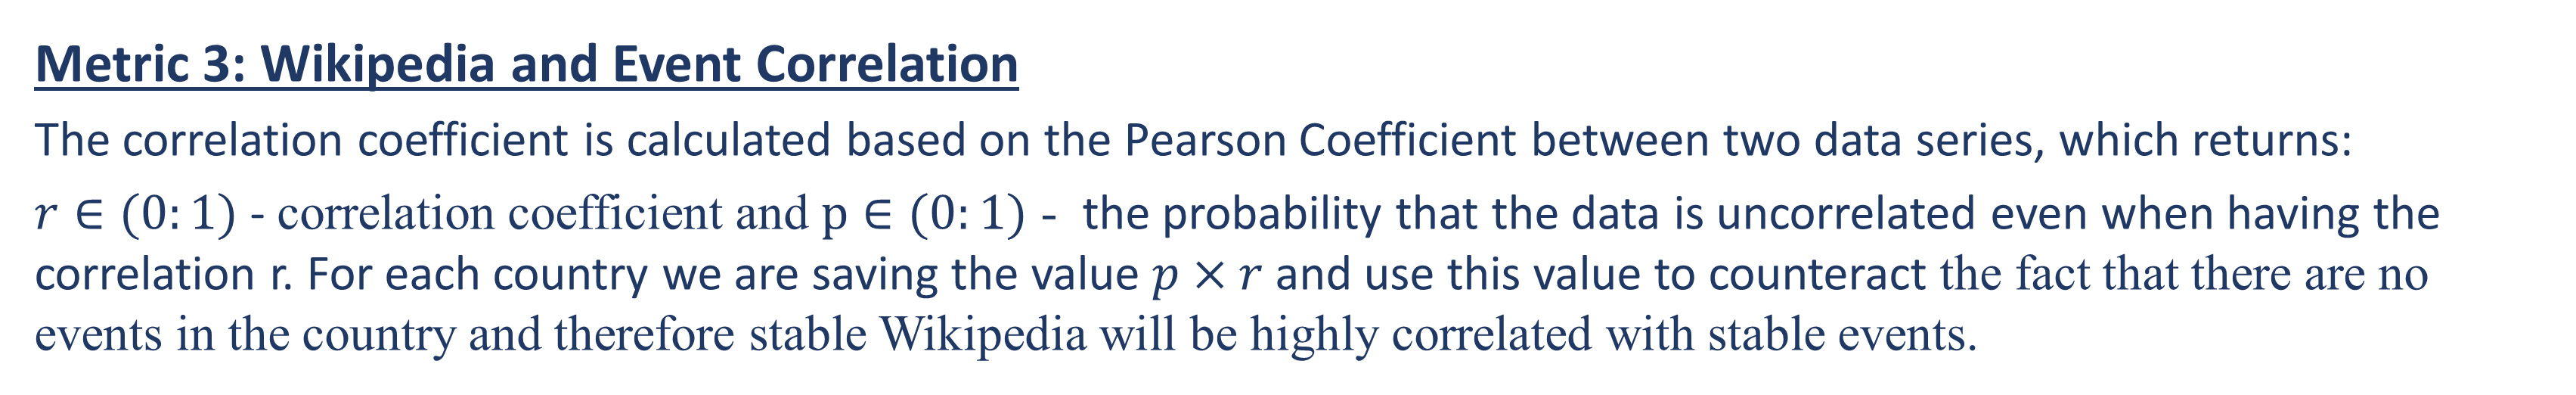 Metric 3: Wikipedia and Event Correlation
The correlation coefficient is calculated based on the Pearson Coefficient between two data series, which returns:
r ∈ (0: 1) - correlation coefficient and p ∈ (0: 1) - the probability that the data is uncorrelated even when having the
correlation r. For each country we are saving the value p × r and use this value to counteract the fact that there are no
events in the country and therefore stable Wikipedia will be highly correlated with stable events.